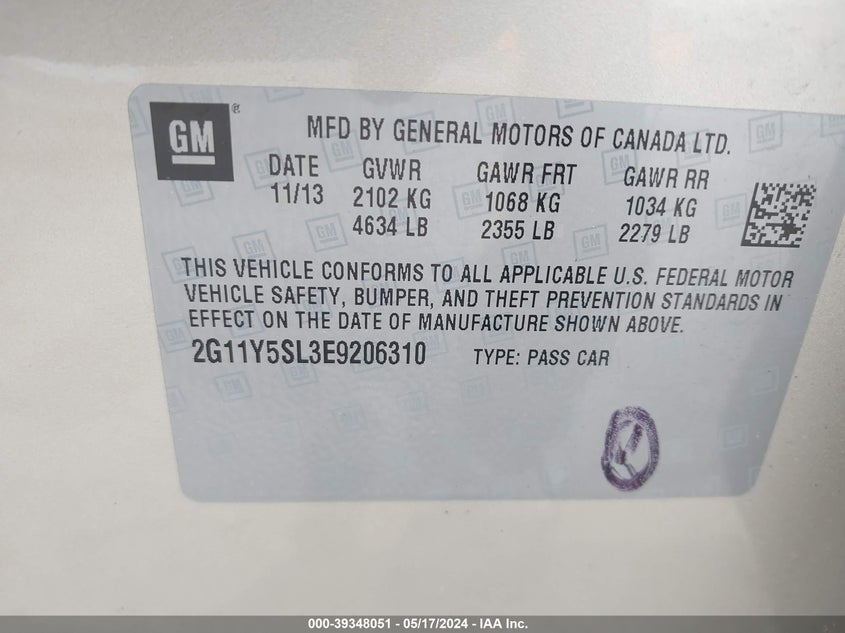 GM ®
MFD BY GENERAL MOTORS OF CANADA LTD.
DATE GVWR GAWR FRT GAWR RR
11/13 2102 KG 1068 KG 1034 KG
4634 LB 2355 LB 2279 LB
THIS VEHICLE CONFORMS TO ALL APPLICABLE U.S. FEDERAL MOTOR
VEHICLE SAFETY, BUMPER, AND THEFT PREVENTION STANDARDS IN
EFFECT ON THE DATE OF MANUFACTURE SHOWN ABOVE.
2G11Y5SL3E9206310 TYPE: PASS CAR
000-39348051 - 05/17/2024 - IAA Inc.